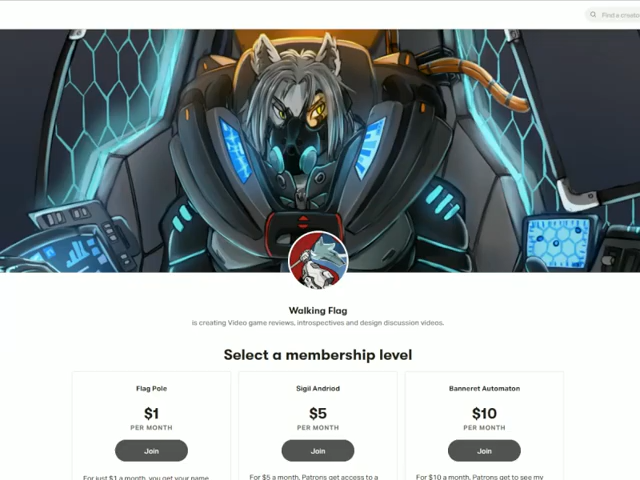 Find a creator
Walking Flag
is creating Video game reviews, introspectives and design discussion videos.
Select a membership level
Flag Pole
$1
PER MONTH
Join
For just $1 a month, you get your name
Sigil Andriod
$5
PER MONTH
Join
For $5 a month, Patrons get access to a
Banneret Automaton
$10
PER MONTH
Join
For $10 a month, Patrons get to see my